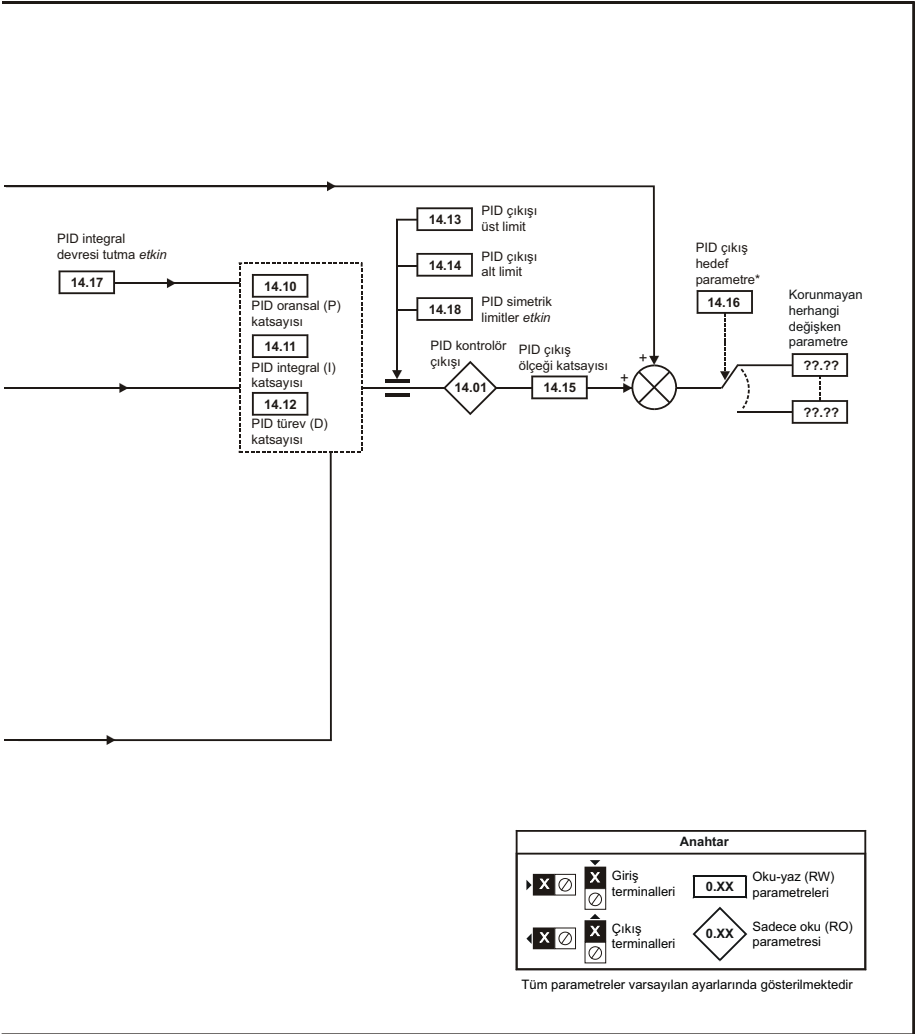 PID integral
devresi tutma etkin
14.17
14.10
PID oransal (P)
katsayısı
14.11
PID integral (I)
katsayısı
14.12
PID türev (D)
katsayısı
14.13
PID çıkışı
üst limit
14.14
PID çıkışı
alt limit
14.18
PID simetrik
limitler etkin
PID kontrolör
çıkışı
14.01
PID çıkış
ölçeği katsayısı
14.15
+
+
PID çıkış
hedef
parametre*
14.16
Korunmayan
herhangi
değişken
parametre
??.??
??.??
Anahtar
X
X
Giriş
terminalleri
0.XX
Oku-yaz (RW)
parametreleri
X
X
Çıkış
terminalleri
0.XX
Sadece oku (RO)
parametresi
Tüm parametreler varsayılan ayarlarında gösterilmektedir